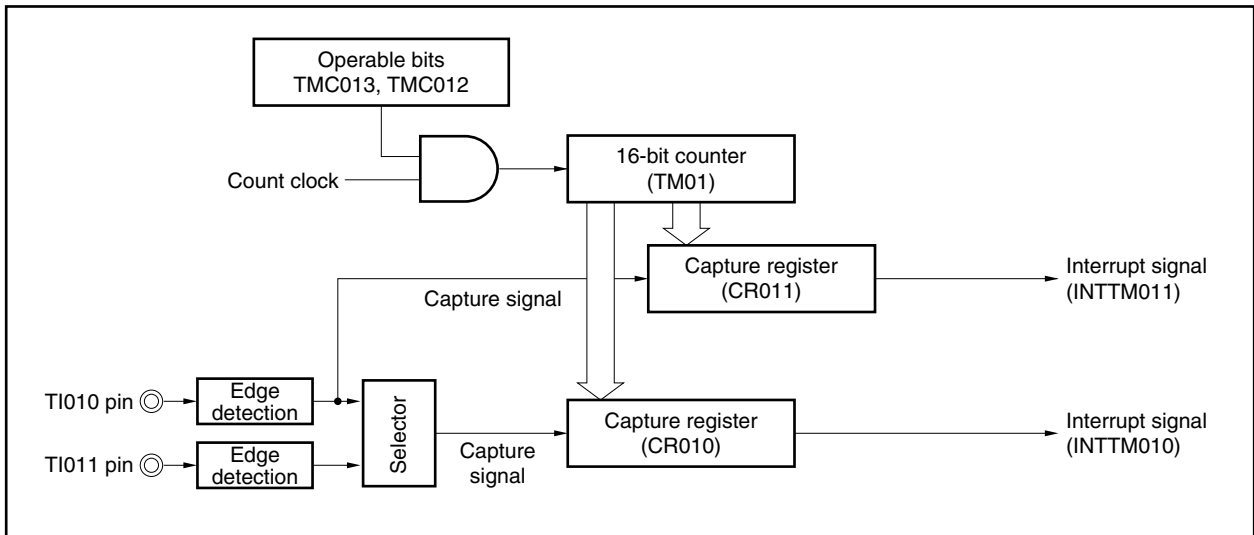 Operable bits
TMC013, TMC012
Count clock
16-bit counter
(TM01)
Capture register
(CR011)
Interrupt signal
(INTTM011)
Capture signal
TI010 pin
Edge
detection
Selector
Capture register
(CR010)
Interrupt signal
(INTTM010)
TI011 pin
Edge
detection
Capture
signal